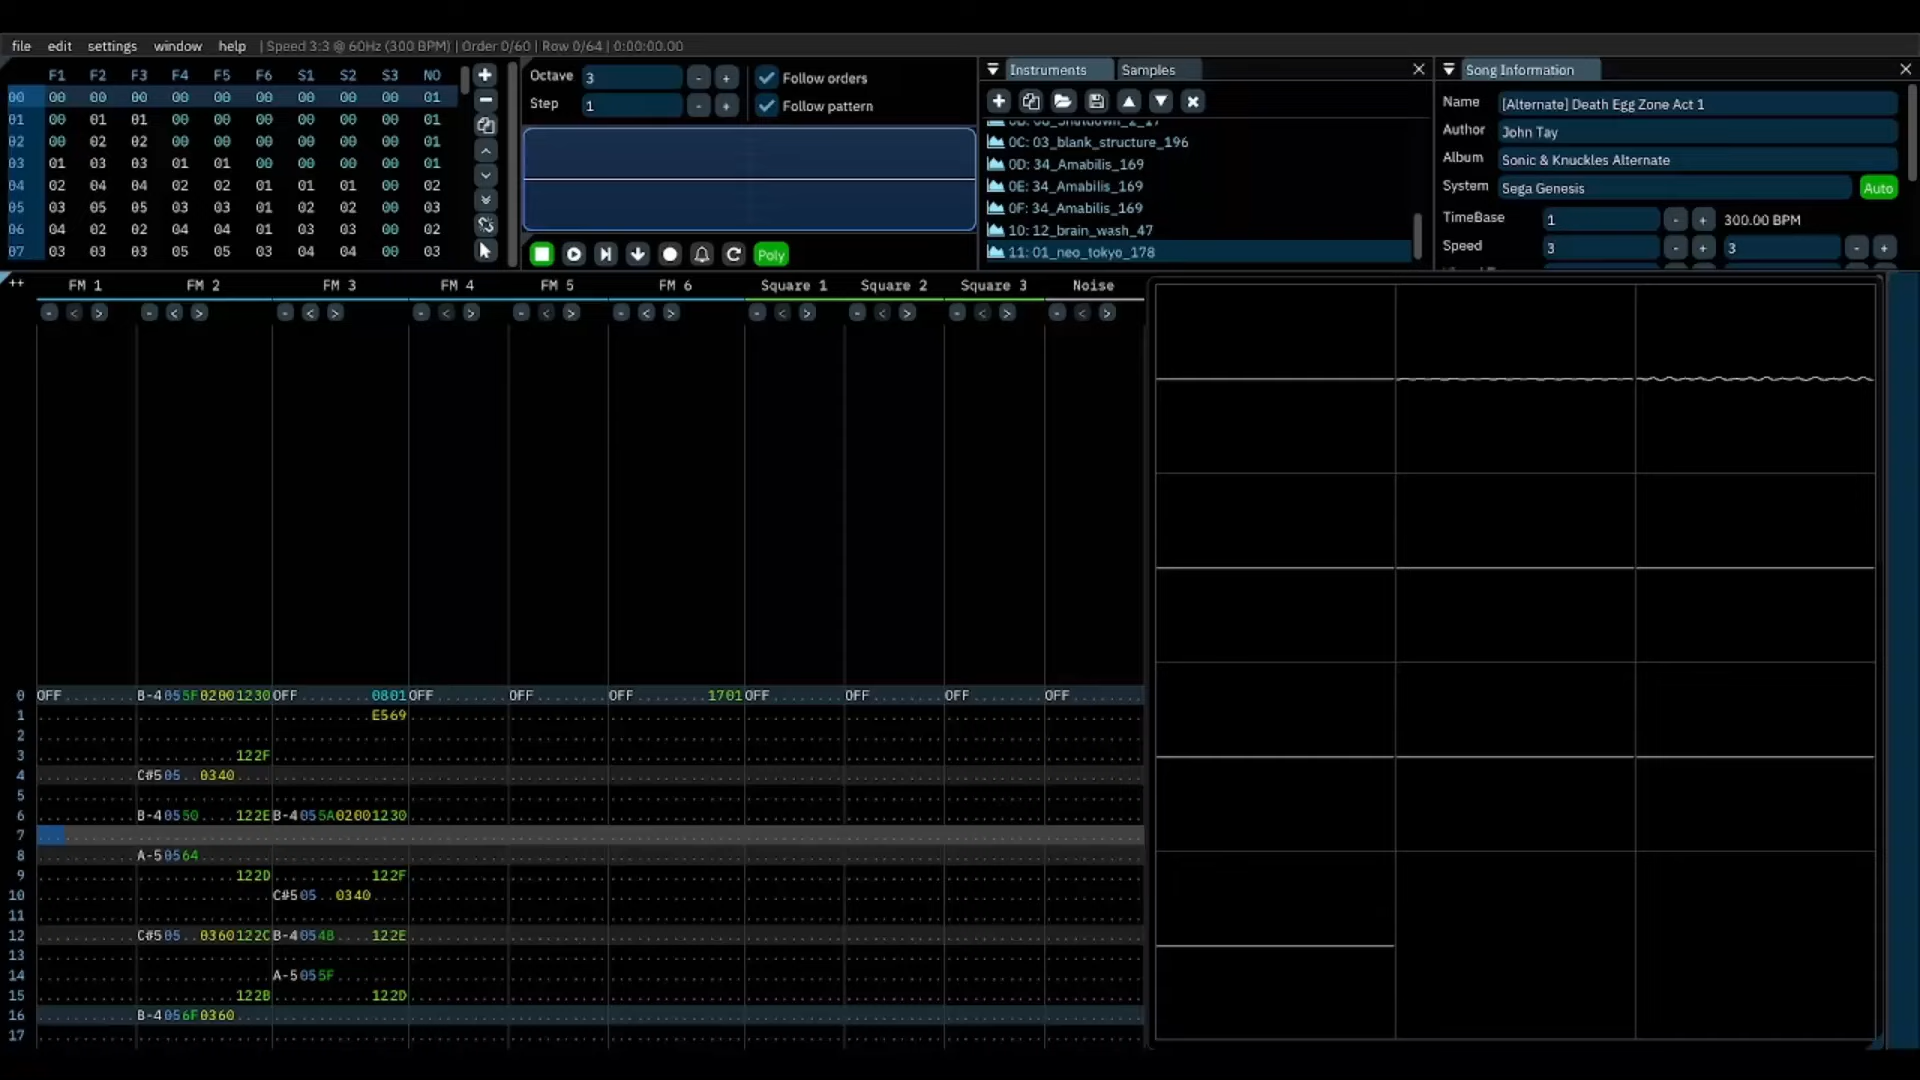 file edit settings window help | Speed 3:3 @ 60Hz (300 BPM) | Order 0/60 | Row 0/64 | 0:00:00.00
F1 F2 F3 F4 F5 F6 S1 S2 S3 NO
00 00 00 00 00 00 00 00 00 00 01
01 00 01 01 00 00 00 00 00 00 01
02 00 02 02 00 00 00 00 00 00 01
03 01 03 03 01 01 00 00 00 00 01
04 02 04 04 02 02 01 01 01 00 02
05 03 05 05 03 03 01 02 02 00 03
06 04 02 02 04 04 01 03 03 00 02
07 03 03 03 05 05 03 04 04 00 03
Octave 3 - +
Step 1 - +
Follow orders
Follow pattern
Poly
Instruments Samples
0C: 03_blank_structure_196
0D: 34_Amabilis_169
0E: 34_Amabilis_169
0F: 34_Amabilis_169
10: 12_brain_wash_47
11: 01_neo_tokyo_178
Song Information
Name [Alternate] Death Egg Zone Act 1
Author John Tay
Album Sonic & Knuckles Alternate
System Sega Genesis Auto
TimeBase 1 - + 300.00 BPM
Speed 3 - + 3 - +
++ FM 1 FM 2 FM 3 FM 4 FM 5 FM 6 Square 1 Square 2 Square 3 Noise
- < > - < > - < > - < > - < > - < > - < > - < > - < > - < >
0 OFF........ B-4055F02001230 OFF........0801 OFF........ OFF........ OFF........1701 OFF........ OFF........ OFF........ OFF........
1 E569
2
3 122F
4 C#505..0340
5
6 B-40550....122E B-4055A02001230
7
8 A-50564
9 122D 122F
10 C#505..0340
11
12 C#505..0360122C B-4054B....122E
13
14 A-5055F
15 122B 122D
16 B-4056F0360
17